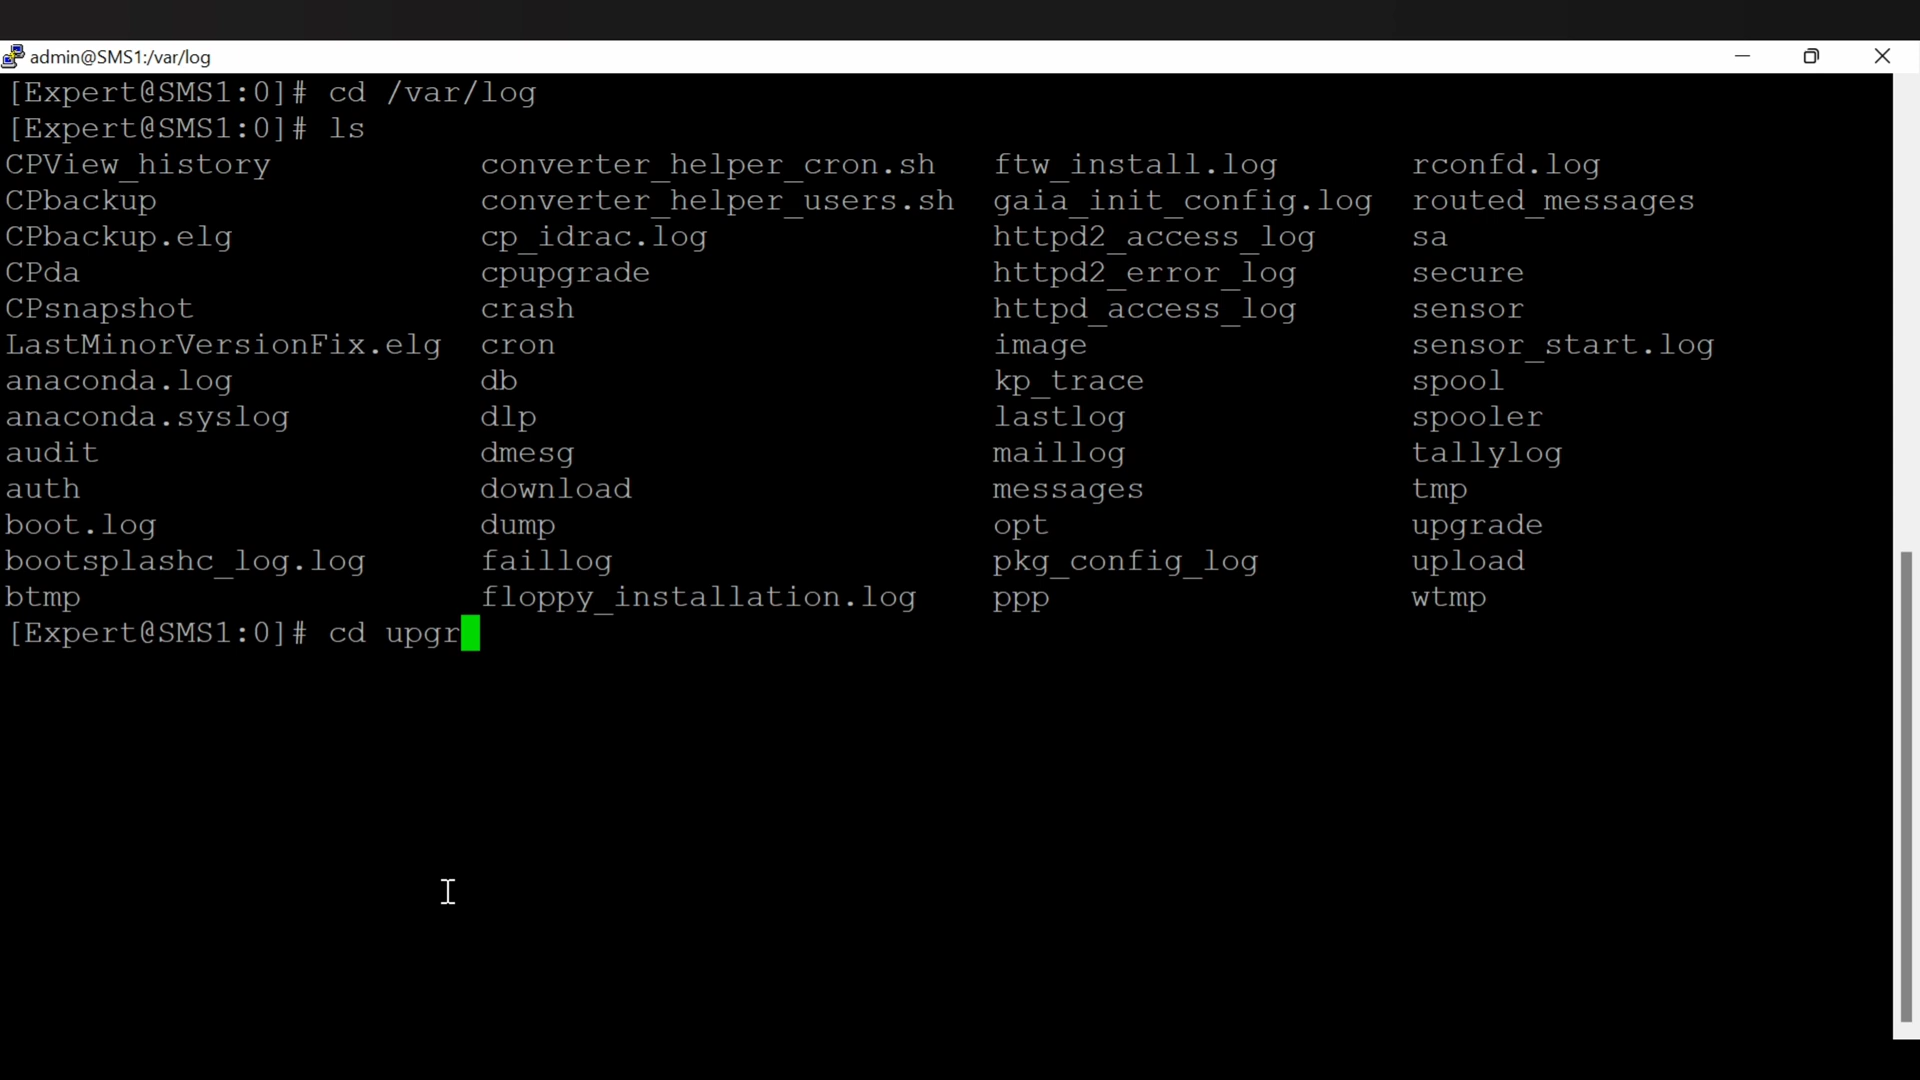 admin@SMS1:/var/log
[Expert@SMS1:0]# cd /var/log
[Expert@SMS1:0]# ls
CPView_history converter_helper_cron.sh ftw_install.log rconfd.log
CPbackup converter_helper_users.sh gaia_init_config.log routed_messages
CPbackup.elg cp_idrac.log httpd2_access_log sa
CPda cpupgrade httpd2_error_log secure
CPsnapshot crash httpd_access_log sensor
LastMinorVersionFix.elg cron image sensor_start.log
anaconda.log db kp_trace spool
anaconda.syslog dlp lastlog spooler
audit dmesg maillog tallylog
auth download messages tmp
boot.log dump opt upgrade
bootsplashc_log.log faillog pkg_config_log upload
btmp floppy_installation.log ppp wtmp
[Expert@SMS1:0]# cd upgr